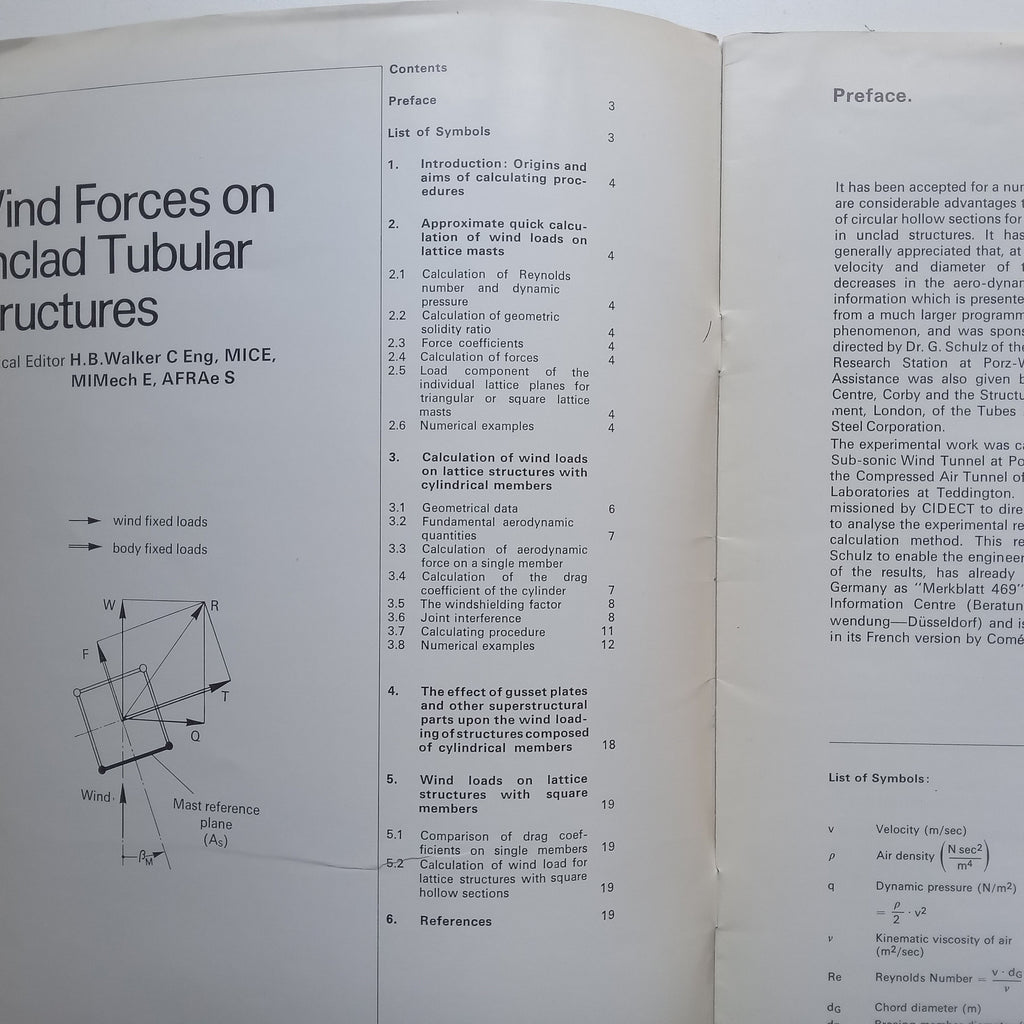 ind Forces on
nclad Tubular
ructures
ical Editor H.B.Walker C Eng, MICE,
MIMech E, AFRAe S
wind fixed loads
body fixed loads
W
R
F
T
Q
Wind
Mast reference
plane
(As)
βM
Contents
Preface 3
List of Symbols 3
1. Introduction: Origins and
aims of calculating proc-
edures 4
2. Approximate quick calcu-
lation of wind loads on
lattice masts 4
2.1 Calculation of Reynolds
number and dynamic
pressure 4
2.2 Calculation of geometric
solidity ratio 4
2.3 Force coefficients 4
2.4 Calculation of forces 4
2.5 Load component of the
individual lattice planes for
triangular or square lattice
masts 4
2.6 Numerical examples 4
3. Calculation of wind loads
on lattice structures with
cylindrical members
3.1 Geometrical data 6
3.2 Fundamental aerodynamic
quantities 7
3.3 Calculation of aerodynamic
force on a single member
3.4 Calculation of the drag
coefficient of the cylinder 7
3.5 The windshielding factor 8
3.6 Joint interference 8
3.7 Calculating procedure 11
3.8 Numerical examples 12
4. The effect of gusset plates
and other superstructural
parts upon the wind load-
ing of structures composed
of cylindrical members 18
5. Wind loads on lattice
structures with square
members 19
5.1 Comparison of drag coef-
ficients on single members 19
5.2 Calculation of wind load for
lattice structures with square
hollow sections 19
6. References 19
Preface.
It has been accepted for a nu
are considerable advantages
of circular hollow sections for
in unclad structures. It has
generally appreciated that, at
velocity and diameter of
decreases in the aero-dynam
information which is presente
from a much larger programm
phenomenon, and was spons
directed by Dr. G. Schulz of the
Research Station at Porz-W
Assistance was also given b
Centre, Corby and the Structu
ment, London, of the Tubes
Steel Corporation.
The experimental work was ca
Sub-sonic Wind Tunnel at Po
the Compressed Air Tunnel of
Laboratories at Teddington.
missioned by CIDECT to dire
to analyse the experimental re
calculation method. This re
Schulz to enable the engineer
of the results, has already
Germany as "Merkblatt 469"
Information Centre (Beratun
wendung—Düsseldorf) and is
in its French version by Comé
List of Symbols:
v Velocity (m/sec)
ρ Air density (N sec²/m⁴)
q Dynamic pressure (N/m²)
= ρ/2 · v²
ν Kinematic viscosity of air
(m²/sec)
Re Reynolds Number = v · dG/ν
dG Chord diameter (m)